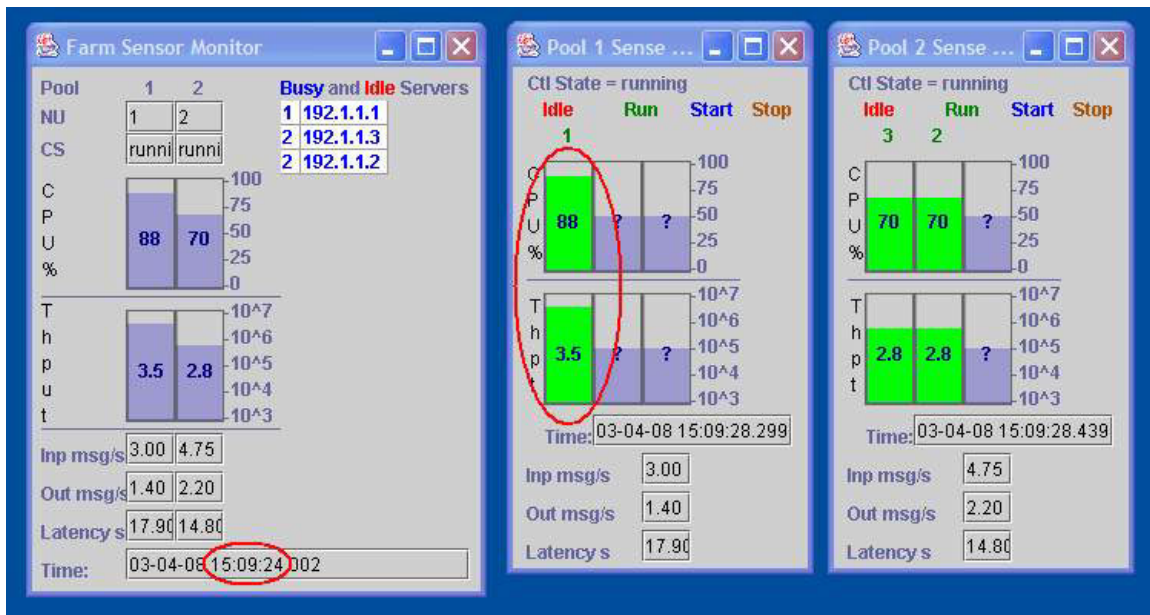 Farm Sensor Monitor
Pool 1 2
Busy and Idle Servers
NU 1 2
1 192.1.1.1
CS runni runni
2 192.1.1.3
2 192.1.1.2
C
P
U
%
88 70
100
75
50
25
0
T
h
p
u
t
3.5 2.8
10^7
10^6
10^5
10^4
10^3
Inp msg/s 3.00 4.75
Out msg/s 1.40 2.20
Latency s 17.90 14.80
Time: 03-04-08 15:09:24.002
Pool 1 Sense ...
Ctl State = running
Idle Run Start Stop
1
C
P
U
%
88 ? ?
100
75
50
25
0
T
h
p
t
3.5 ? ?
10^7
10^6
10^5
10^4
10^3
Time: 03-04-08 15:09:28.299
Inp msg/s 3.00
Out msg/s 1.40
Latency s 17.90
Pool 2 Sense ...
Ctl State = running
Idle Run Start Stop
3 2
C
P
U
%
70 70 ?
100
75
50
25
0
T
h
p
t
2.8 2.8 ?
10^7
10^6
10^5
10^4
10^3
Time: 03-04-08 15:09:28.439
Inp msg/s 4.75
Out msg/s 2.20
Latency s 14.80